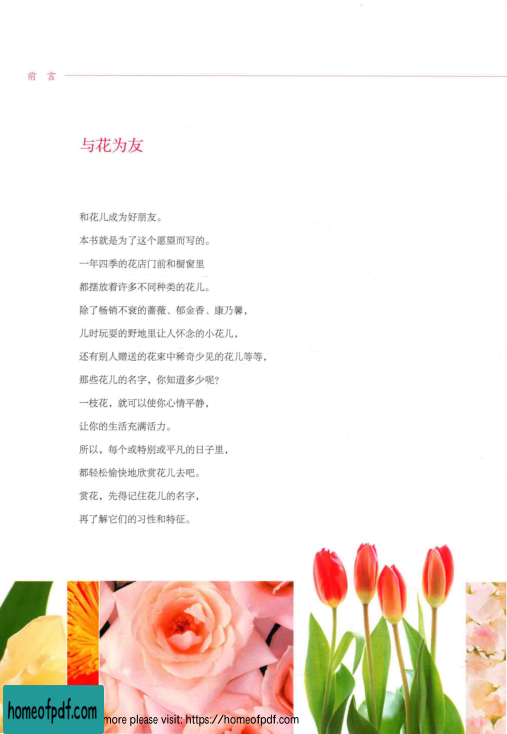 前 言
与花为友
和花儿成为好朋友。
本书就是为了这个愿望而写的。
一年四季的花店门前和橱窗里
都摆放着许多不同种类的花儿。
除了畅销不衰的蔷薇、郁金香、康乃馨，
儿时玩耍的野地里让人怀念的小花儿，
还有别人赠送的花束中稀奇少见的花儿等等，
那些花儿的名字，你知道多少呢?
一枝花，就可以使你心情平静，
让你的生活充满活力。
所以，每个或特别或平凡的日子里，
都轻松愉快地欣赏花儿去吧。
赏花，先得记住花儿的名字，
再了解它们的习性和特征。
homeofpdf.com
more please visit: https://homeofpdf.com